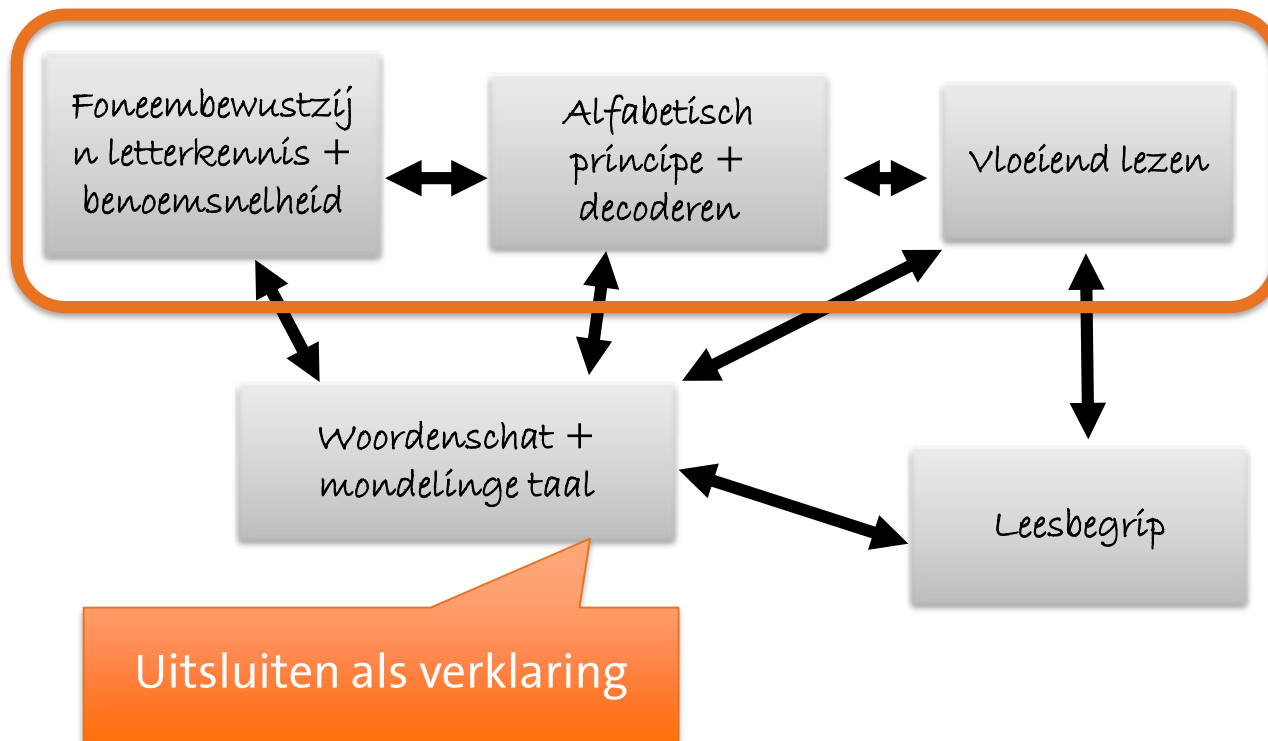 Foneembewustzij
n letterkennis +
benoemsnelheid
Alfabetisch
principe +
decoderen
Vloeiend lezen
Woordenschat +
mondelinge taal
Leesbegrip
Uitsluiten als verklaring